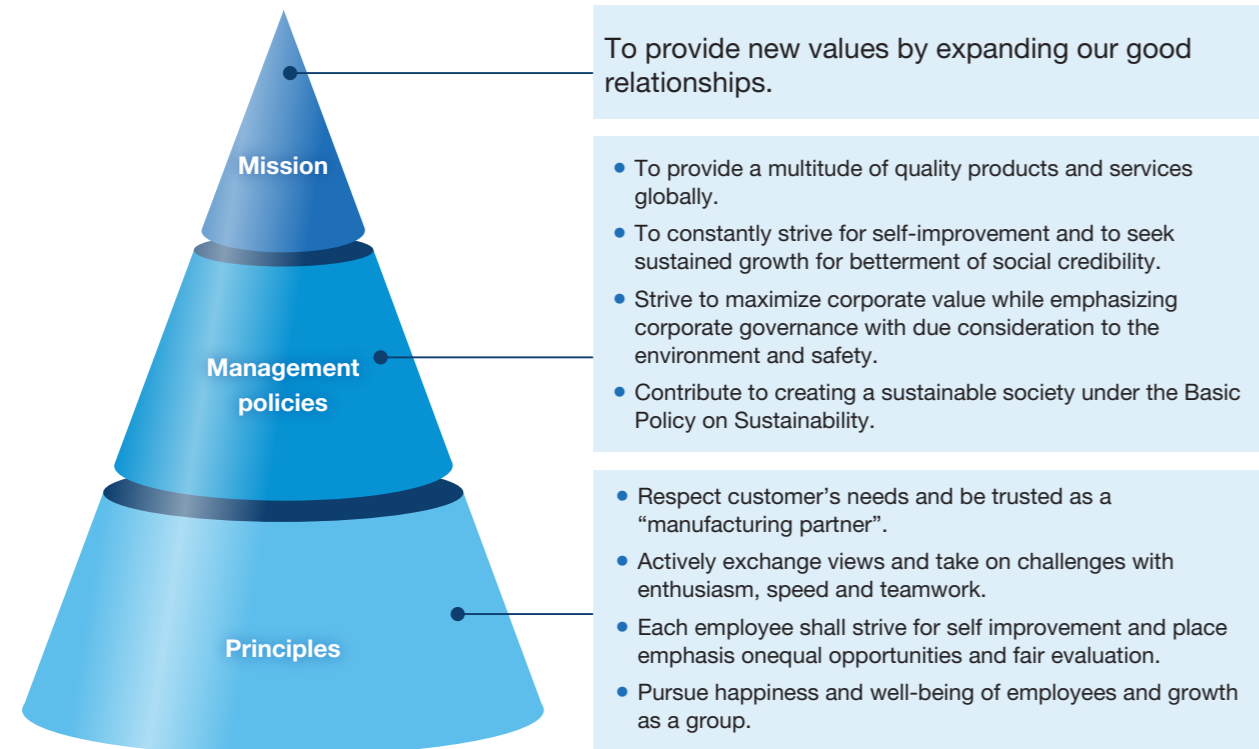 Mission
To provide new values by expanding our good
relationships.
Management
policies
• To provide a multitude of quality products and services
globally.
• To constantly strive for self-improvement and to seek
sustained growth for betterment of social credibility.
• Strive to maximize corporate value while emphasizing
corporate governance with due consideration to the
environment and safety.
• Contribute to creating a sustainable society under the Basic
Policy on Sustainability.
Principles
• Respect customer’s needs and be trusted as a
“manufacturing partner”.
• Actively exchange views and take on challenges with
enthusiasm, speed and teamwork.
• Each employee shall strive for self improvement and place
emphasis onequal opportunities and fair evaluation.
• Pursue happiness and well-being of employees and growth
as a group.